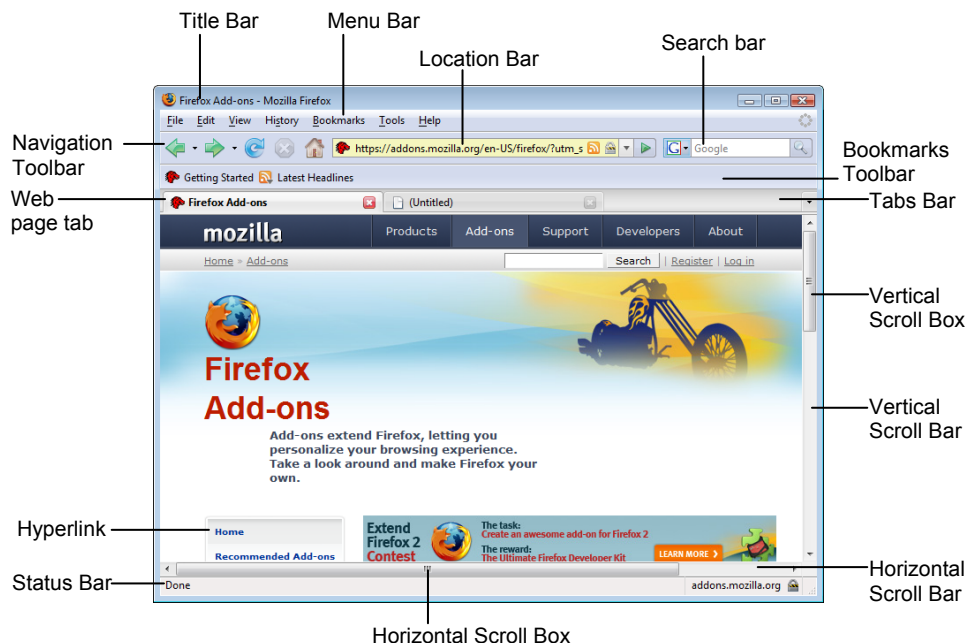 Title Bar
Menu Bar
Location Bar
Search bar
Firefox Add-ons - Mozilla Firefox
File Edit View History Bookmarks Tools Help
Navigation
Toolbar
https://addons.mozilla.org/en-US/firefox/?utm_s
G Google
Bookmarks
Toolbar
Getting Started Latest Headlines
Web
page tab
Firefox Add-ons
(Untitled)
Tabs Bar
mozilla
Products Add-ons Support Developers About
Home » Add-ons
Search | Register | Log in
Vertical
Scroll Box
Firefox
Add-ons
Vertical
Scroll Bar
Add-ons extend Firefox, letting you
personalize your browsing experience.
Take a look around and make Firefox your
own.
Hyperlink
Home
Recommended Add-ons
Extend
Firefox 2
Contest
The task:
Create an awesome add-on for Firefox 2
The reward:
The Ultimate Firefox Developer Kit
LEARN MORE
Status Bar
Done
addons.mozilla.org
Horizontal
Scroll Bar
Horizontal Scroll Box